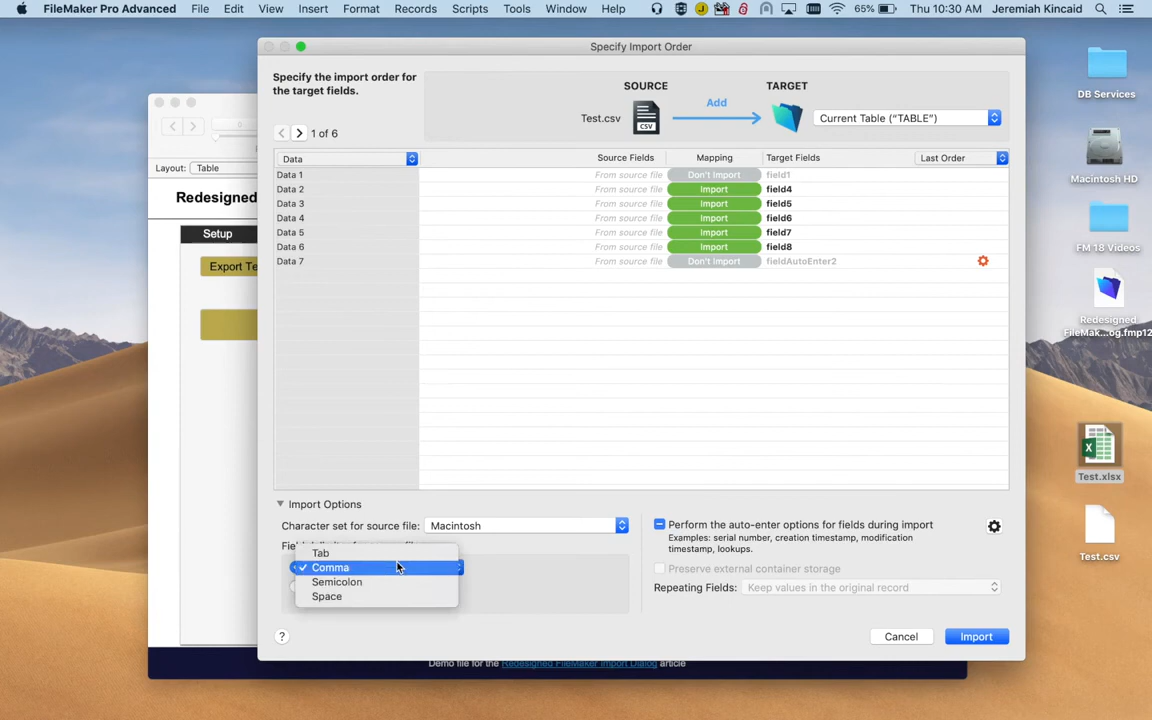 FileMaker Pro Advanced File Edit View Insert Format Records Scripts Tools Window Help 65% Thu 10:30 AM Jeremiah Kincaid
Specify Import Order
Specify the import order for
the target fields.
SOURCE TARGET
Test.csv CSV Add Current Table ("TABLE")
1 of 6
Data Source Fields Mapping Target Fields Last Order
Data 1 From source file Don't Import field1
Data 2 From source file Import field4
Data 3 From source file Import field5
Data 4 From source file Import field6
Data 5 From source file Import field7
Data 6 From source file Import field8
Data 7 From source file Don't Import fieldAutoEnter2
Import Options
Character set for source file: Macintosh
Tab
Comma
Semicolon
Space
Perform the auto-enter options for fields during import
Examples: serial number, creation timestamp, modification
timestamp, lookups.
Preserve external container storage
Repeating Fields: Keep values in the original record
? Cancel Import
Layout: Table
Redesigned
Setup
Export Te
Demo file for the Redesigned FileMaker Import Dialog article
DB Services
Macintosh HD
FM 18 Videos
Redesigned
FileMak...og.fmp12
Test.xlsx
Test.csv